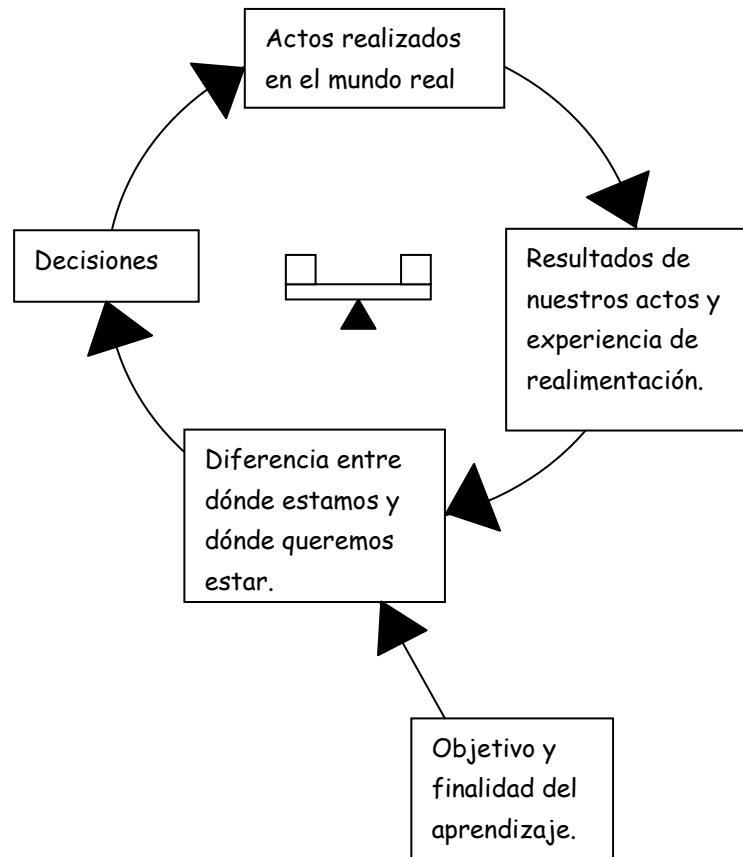 Actos realizados
en el mundo real
Decisiones
Resultados de
nuestros actos y
experiencia de
realimentación.
Diferencia entre
dónde estamos y
dónde queremos
estar.
Objetivo y
finalidad del
aprendizaje.